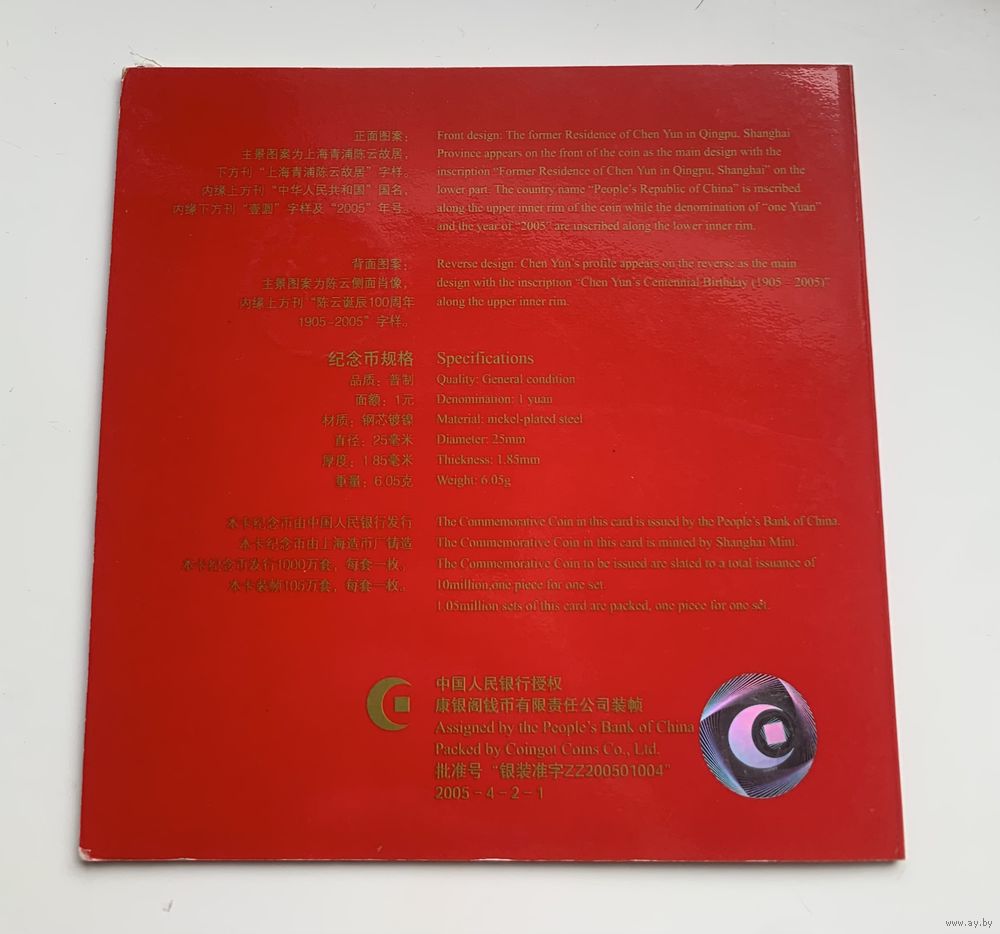 正面图案：
主景图案为上海青浦陈云故居，
下方刊“上海青浦陈云故居”字样。
内缘上方刊“中华人民共和国”国名，
内缘下方刊“壹圆”字样及“2005”年号。
Front design: The former Residence of Chen Yun in Qingpu, Shanghai
Province appears on the front of the coin as the main design with the
inscription “Former Residence of Chen Yun in Qingpu, Shanghai” on the
lower part. The country name “People's Republic of China” is inscribed
along the upper inner rim of the coin while the denomination of “one Yuan”
and the year of “2005” are inscribed along the lower inner rim.
背面图案：
主景图案为陈云侧面肖像，
内缘上方刊“陈云诞辰100周年
1905-2005”字样。
Reverse design: Chen Yun's profile appears on the reverse as the main
design with the inscription “Chen Yun's Centennial Birthday (1905 – 2005)”
along the upper inner rim.
纪念币规格 Specifications
品质：普制 Quality: General condition
面额：1元 Denomination: 1 yuan
材质：钢芯镀镍 Material: nickel-plated steel
直径：25毫米 Diameter: 25mm
厚度：1.85毫米 Thickness: 1.85mm
重量：6.05克 Weight: 6.05g
本卡纪念币由中国人民银行发行
本卡纪念币由上海造币厂铸造
本卡纪念币发行1000万套，每套一枚。
本卡装帧105万套，每套一枚。
The Commemorative Coin in this card is issued by the People's Bank of China.
The Commemorative Coin in this card is minted by Shanghai Mint.
The Commemorative Coin to be issued are slated to a total issuance of
10million,one piece for one set.
1.05million sets of this card are packed, one piece for one set.
中国人民银行授权
康银阁钱币有限责任公司装帧
Assigned by the People's Bank of China
Packed by Coingot Coins Co., Ltd.
批准号“银装准字ZZ200501004”
2005-4-2-1
www.ay.by